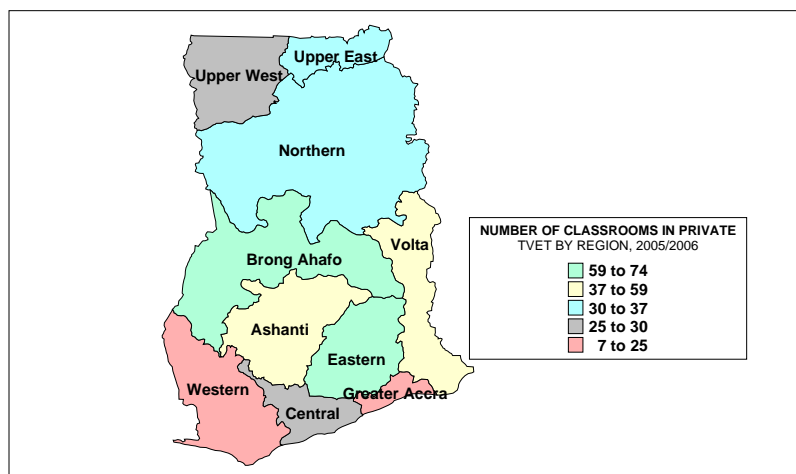 Upper East
Upper West
Northern
Volta
Brong Ahafo
Ashanti
Eastern
Western
Greater Accra
Central
NUMBER OF CLASSROOMS IN PRIVATE
TVET BY REGION, 2005/2006
59 to 74
37 to 59
30 to 37
25 to 30
7 to 25